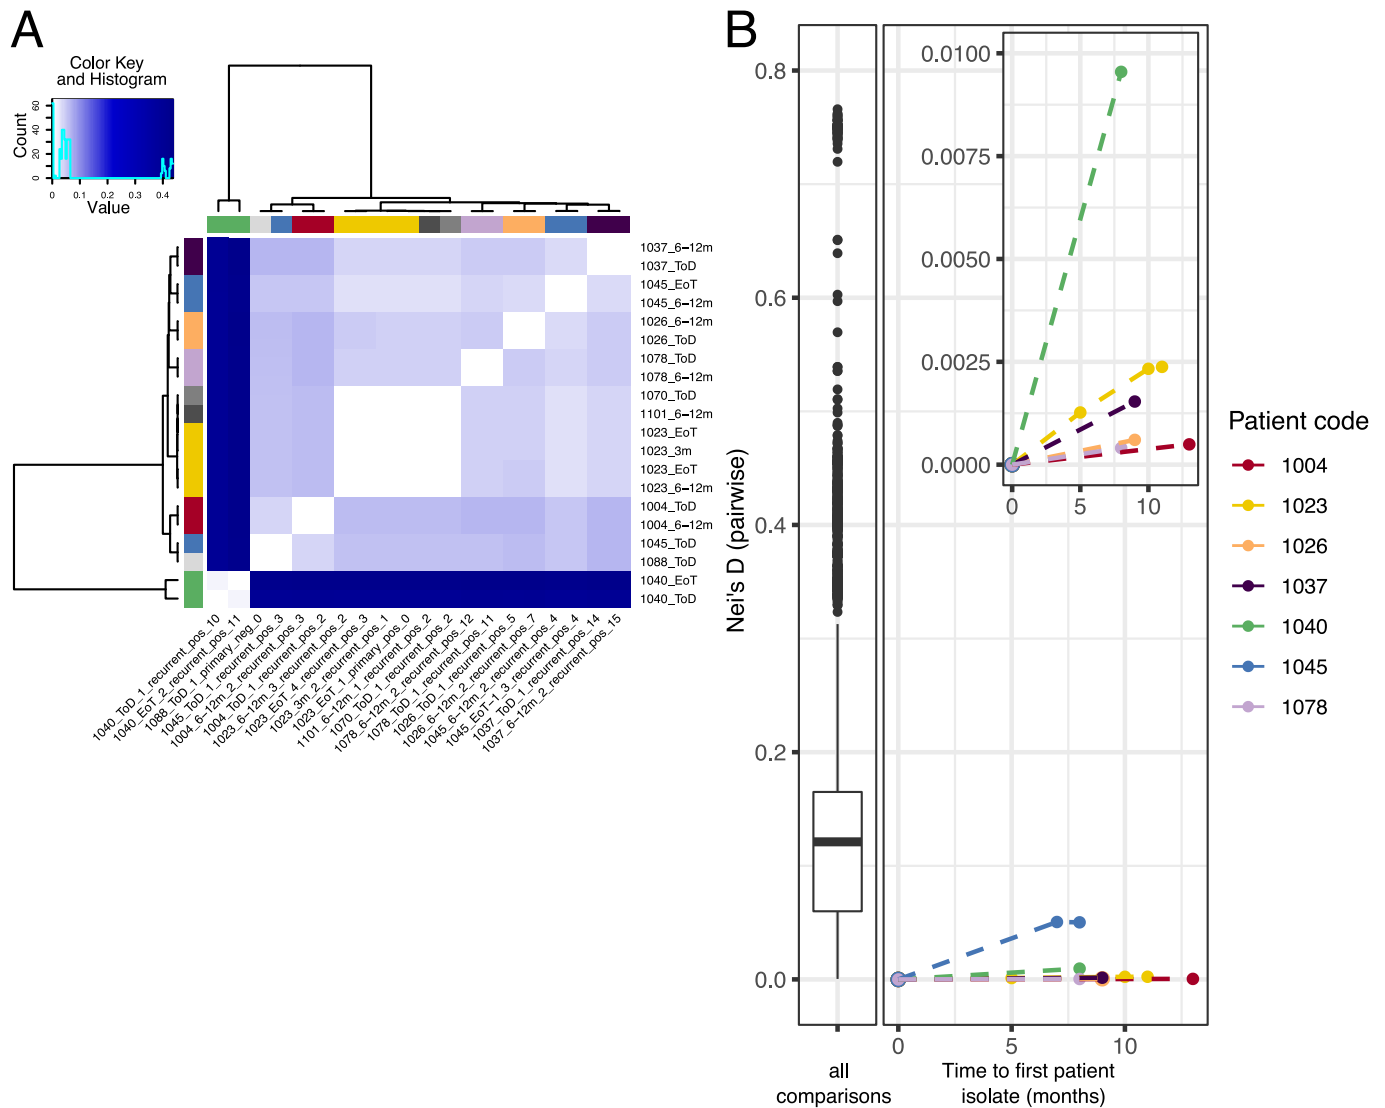 A
Color Key
and Histogram
Count
0
20
40
60
0
0.1
0.2
0.3
0.4
Value
1037_6−12m
1037_ToD
1045_EoT
1045_6−12m
1026_6−12m
1026_ToD
1078_ToD
1078_6−12m
1070_ToD
1101_6−12m
1023_EoT
1023_3m
1023_EoT
1023_6−12m
1004_ToD
1004_6−12m
1045_ToD
1088_ToD
1040_EoT
1040_ToD
1040_ToD_1_recurrent_pos_10
1040_EoT_2_recurrent_pos_11
1088_ToD_1_primary_neg_0
1045_ToD_1_recurrent_pos_3
1004_6−12m_2_recurrent_pos_3
1004_ToD_1_recurrent_pos_2
1023_6−12m_3_recurrent_pos_2
1023_EoT_4_recurrent_pos_3
1023_3m_2_recurrent_pos_1
1023_EoT_1_primary_pos_0
1101_6−12m_1_recurrent_pos_2
1070_ToD_1_recurrent_pos_2
1078_6−12m_2_recurrent_pos_12
1078_ToD_1_recurrent_pos_11
1026_ToD_1_recurrent_pos_5
1026_6−12m_2_recurrent_pos_7
1045_6−12m_2_recurrent_pos_4
1045_EoT−1_3_recurrent_pos_4
1037_ToD_1_recurrent_pos_14
1037_6−12m_2_recurrent_pos_15
B
Nei's D (pairwise)
0.8
0.6
0.4
0.2
0.0
0.0100
0.0075
0.0050
0.0025
0.0000
0
5
10
0
5
10
all
comparisons
Time to first patient
isolate (months)
Patient code
1004
1023
1026
1037
1040
1045
1078